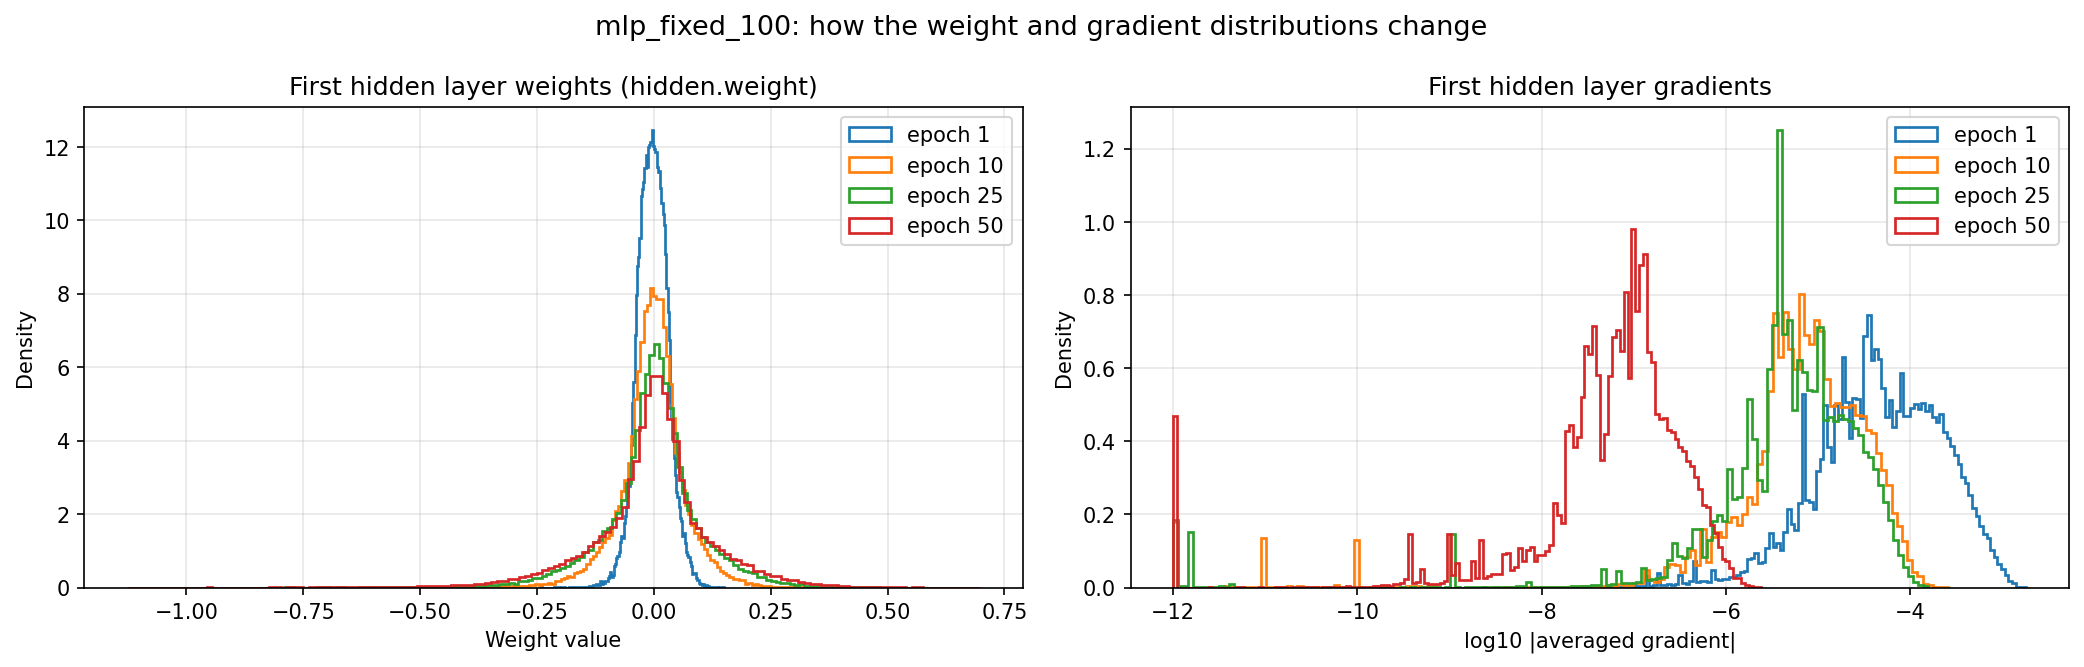 mlp_fixed_100: how the weight and gradient distributions change
First hidden layer weights (hidden.weight)
epoch 1
epoch 10
epoch 25
epoch 50
12
10
8
6
4
2
0
Density
−1.00
−0.75
−0.50
−0.25
0.00
0.25
0.50
0.75
Weight value
First hidden layer gradients
epoch 1
epoch 10
epoch 25
epoch 50
1.2
1.0
0.8
0.6
0.4
0.2
0.0
Density
−12
−10
−8
−6
−4
log10 |averaged gradient|